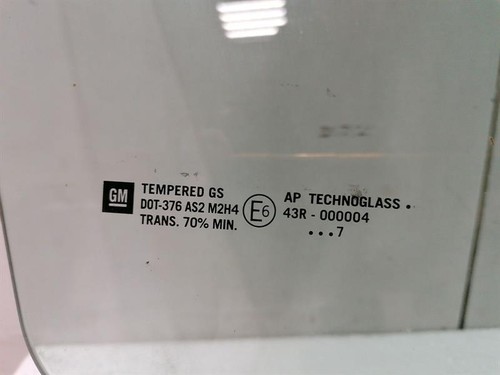 GM
TEMPERED GS
DOT-376 AS2 M2H4
TRANS. 70% MIN.
E6
AP TECHNOGLASS •
43R - 000004
•••7